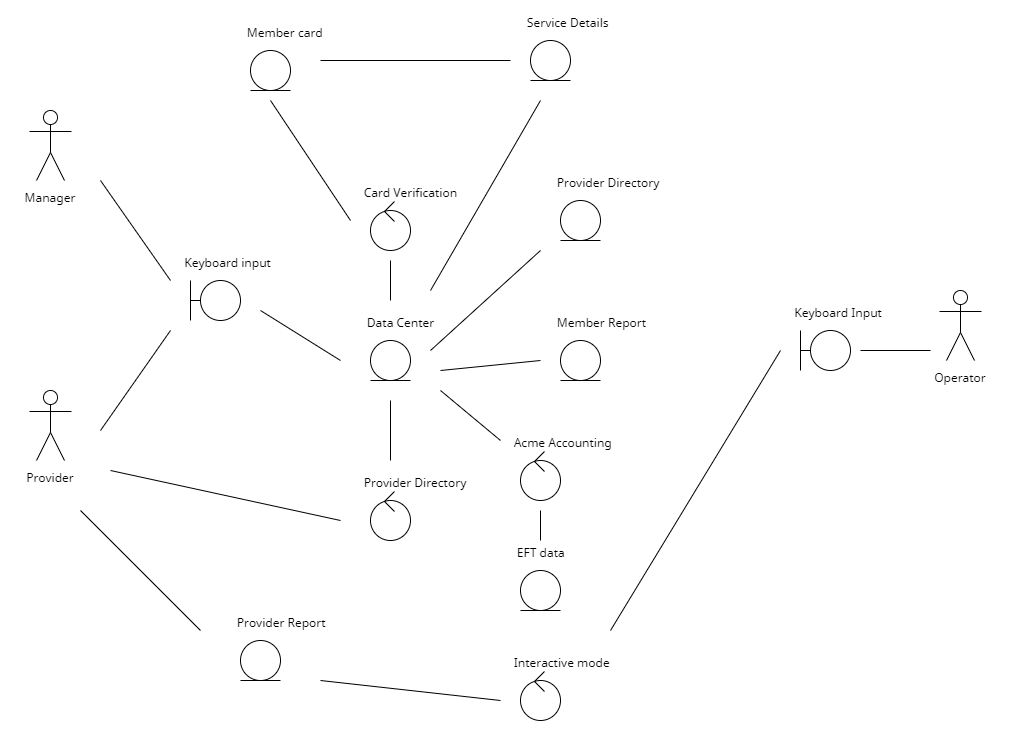 Service Details
Member card
Manager
Card Verification
Provider Directory
Keyboard input
Data Center
Member Report
Keyboard Input
Operator
Acme Accounting
Provider
Provider Directory
EFT data
Provider Report
Interactive mode